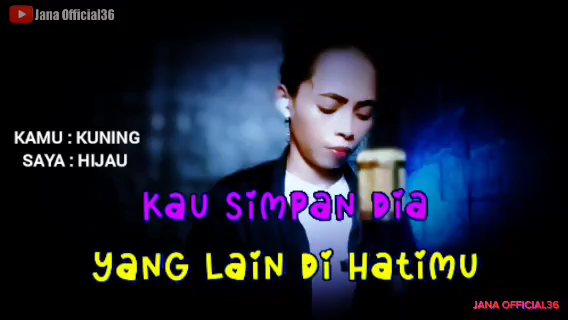 Jana Official36
KAMU : KUNING
SAYA : HIJAU
Kau Simpan Dia
Yang Lain Di Hatimu
JANA OFFICIAL36